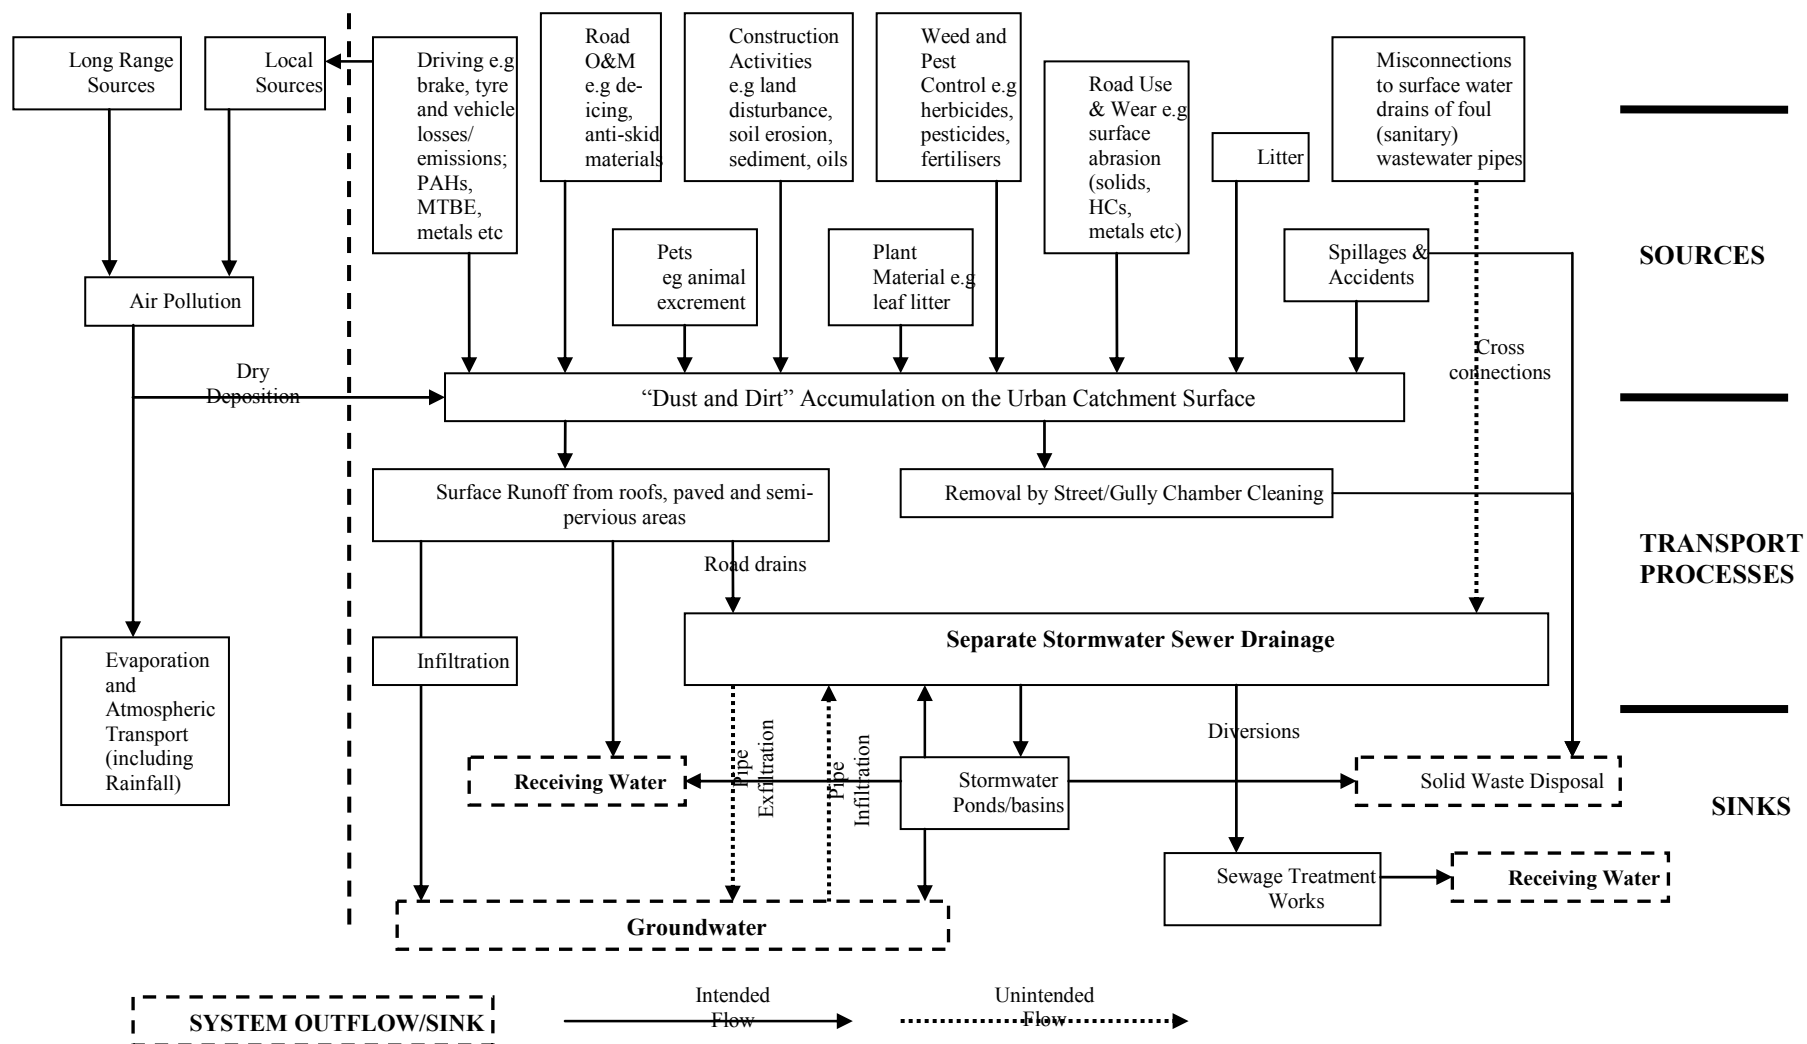 Long Range
Sources
Local
Sources
Driving e.g
brake, tyre
and vehicle
losses/
emissions;
PAHs,
MTBE,
metals etc
Road
O&M
e.g de-
icing,
anti-skid
materials
Construction
Activities
e.g land
disturbance,
soil erosion,
sediment, oils
Weed and
Pest
Control e.g
herbicides,
pesticides,
fertilisers
Road Use
& Wear e.g
surface
abrasion
(solids,
HCs,
metals etc)
Litter
Misconnections
to surface water
drains of foul
(sanitary)
wastewater pipes
Pets
eg animal
excrement
Plant
Material e.g
leaf litter
Spillages &
Accidents
SOURCES
Air Pollution
Dry
Deposition
Cross
connections
“Dust and Dirt” Accumulation on the Urban Catchment Surface
Surface Runoff from roofs, paved and semi-
pervious areas
Removal by Street/Gully Chamber Cleaning
TRANSPORT
PROCESSES
Road drains
Separate Stormwater Sewer Drainage
Evaporation
and
Atmospheric
Transport
(including
Rainfall)
Infiltration
Receiving Water
Pipe
Exfiltration
Pipe
Infiltration
Stormwater
Ponds/basins
Diversions
Solid Waste Disposal
SINKS
Sewage Treatment
Works
Receiving Water
Groundwater
SYSTEM OUTFLOW/SINK
Intended
Flow
Unintended
Flow